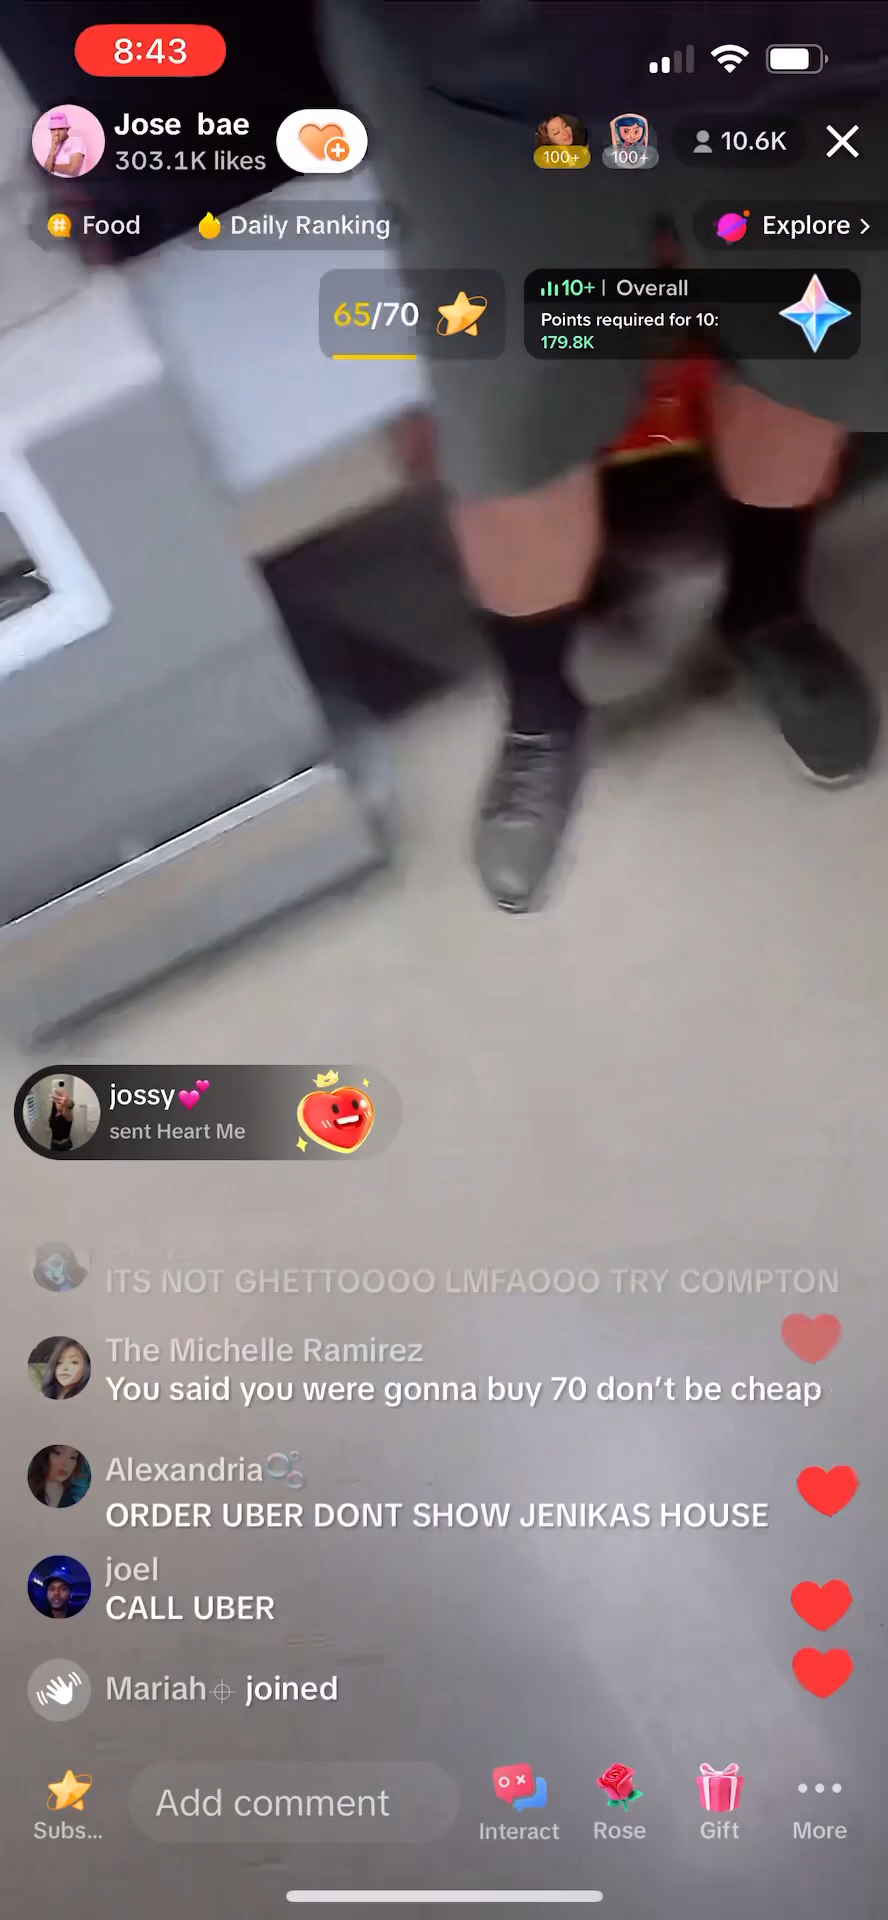 8:43
Jose bae
303.1K likes
100+
100+
10.6K
Food
Daily Ranking
Explore >
65/70
10+ | Overall
Points required for 10:
179.8K
jossy💕
sent Heart Me
ITS NOT GHETTOOOO LMFAOOO TRY COMPTON
The Michelle Ramirez
You said you were gonna buy 70 don’t be cheap
Alexandria🫧
ORDER UBER DONT SHOW JENIKAS HOUSE
joel
CALL UBER
Mariah⌖ joined
Subs...
Add comment
Interact
Rose
Gift
More